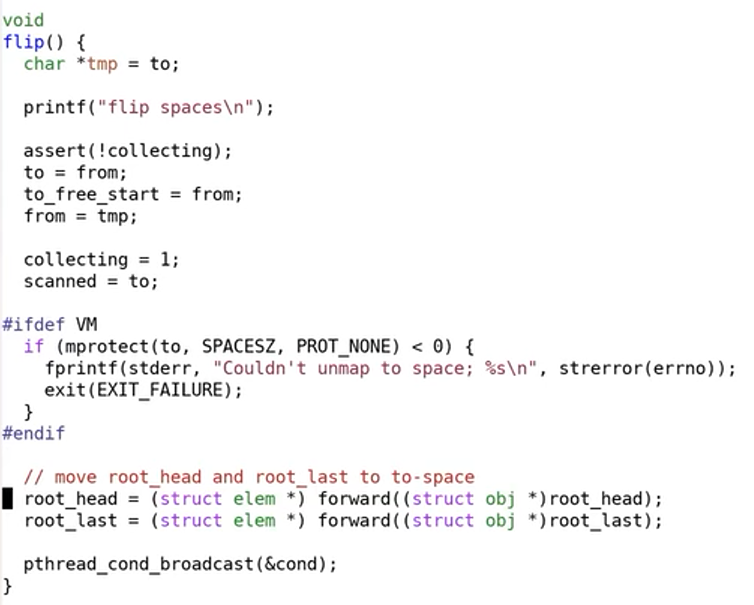 void
flip() {
  char *tmp = to;

  printf("flip spaces\n");

  assert(!collecting);
  to = from;
  to_free_start = from;
  from = tmp;

  collecting = 1;
  scanned = to;

#ifdef VM
  if (mprotect(to, SPACESZ, PROT_NONE) < 0) {
    fprintf(stderr, "Couldn't unmap to space; %s\n", strerror(errno));
    exit(EXIT_FAILURE);
  }
#endif

  // move root_head and root_last to to-space
  root_head = (struct elem *) forward((struct obj *)root_head);
  root_last = (struct elem *) forward((struct obj *)root_last);

  pthread_cond_broadcast(&cond);
}